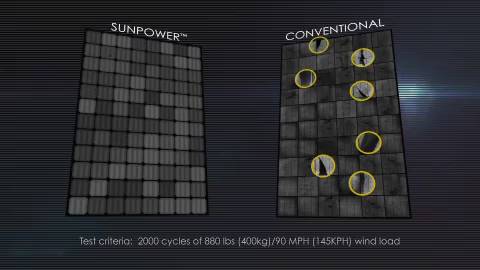 SUNPOWER™
CONVENTIONAL
Test criteria: 2000 cycles of 880 lbs (400kg)/90 MPH (145KPH) wind load